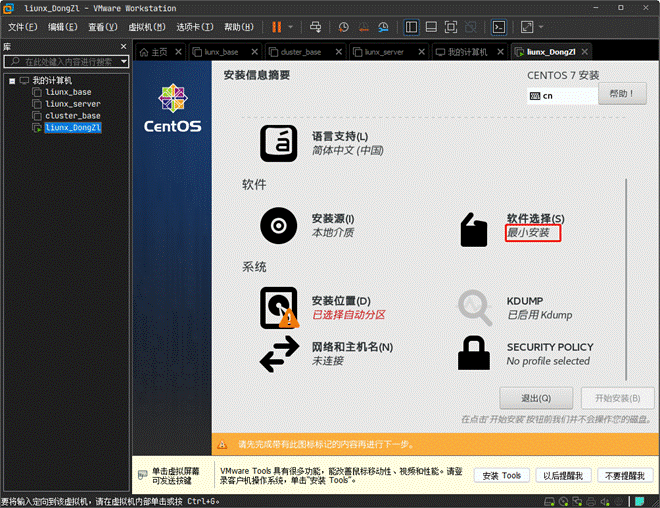 liunx_DongZl - VMware Workstation
文件(F) 编辑(E) 查看(V) 虚拟机(M) 选项卡(T) 帮助(H)
库
在此处键入内容进行搜索
我的计算机
liunx_base
liunx_server
cluster_base
liunx_DongZl
主页 liunx_base cluster_base liunx_server 我的计算机 liunx_DongZl
CentOS
安装信息摘要
CENTOS 7 安装
cn
帮助！
语言支持(L)
简体中文 (中国)
软件
安装源(I)
本地介质
软件选择(S)
最小安装
系统
安装位置(D)
已选择自动分区
KDUMP
已启用 Kdump
网络和主机名(N)
未连接
SECURITY POLICY
No profile selected
退出(Q)
开始安装(B)
在点击'开始安装'按钮前我们并不会操作您的磁盘。
请先完成带有此图标标记的内容再进行下一步。
单击虚拟屏幕
可发送按键
VMware Tools 具有很多功能，能改善鼠标移动性、视频和性能。请登
录客户机操作系统，单击"安装 Tools"。
安装 Tools
以后提醒我
不要提醒我
要将输入定向到该虚拟机，请在虚拟机内部单击或按 Ctrl+G。